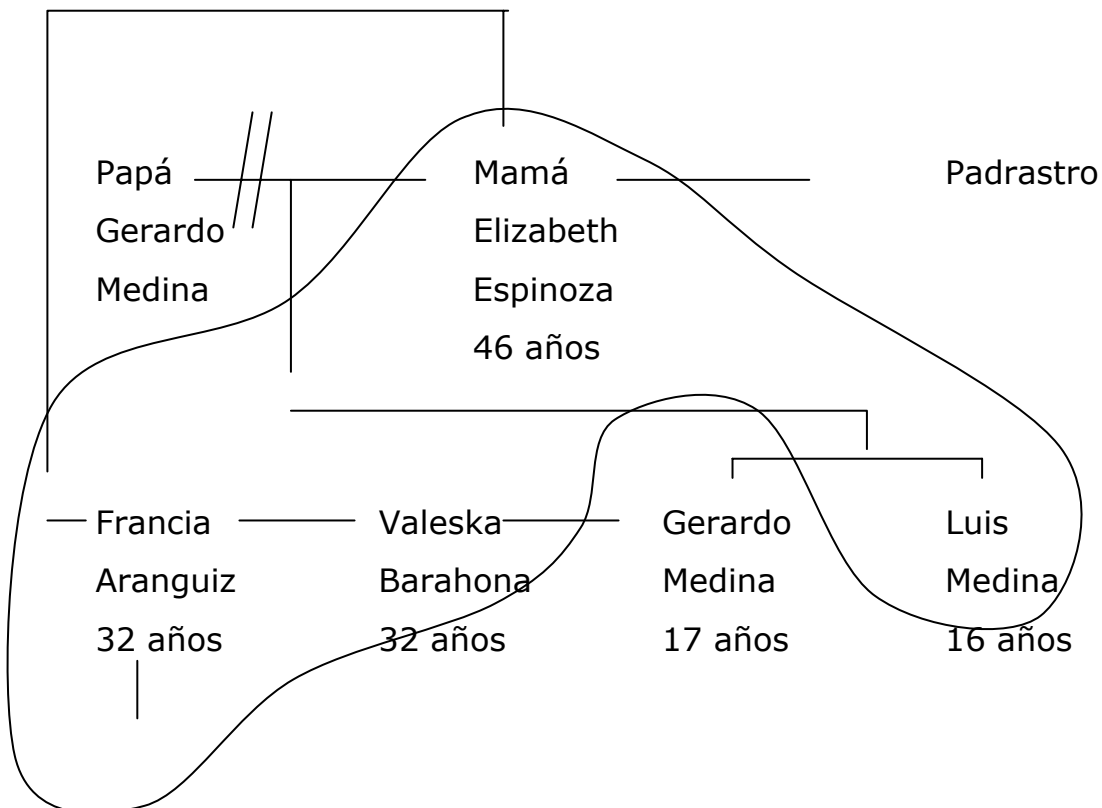 Papá
Gerardo
Medina
Mamá
Elizabeth
Espinoza
46 años
Padrastro
Francia
Aranguiz
32 años
Valeska
Barahona
32 años
Gerardo
Medina
17 años
Luis
Medina
16 años